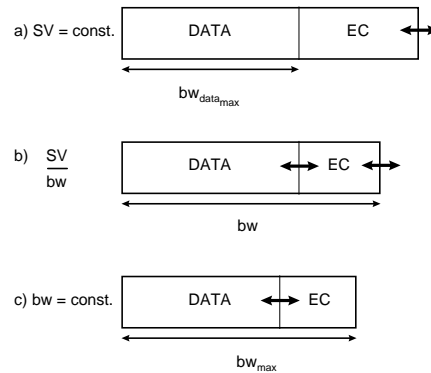 a) SV = const. DATA EC
bw_data_max
b) SV/bw DATA EC
bw
c) bw = const. DATA EC
bw_max